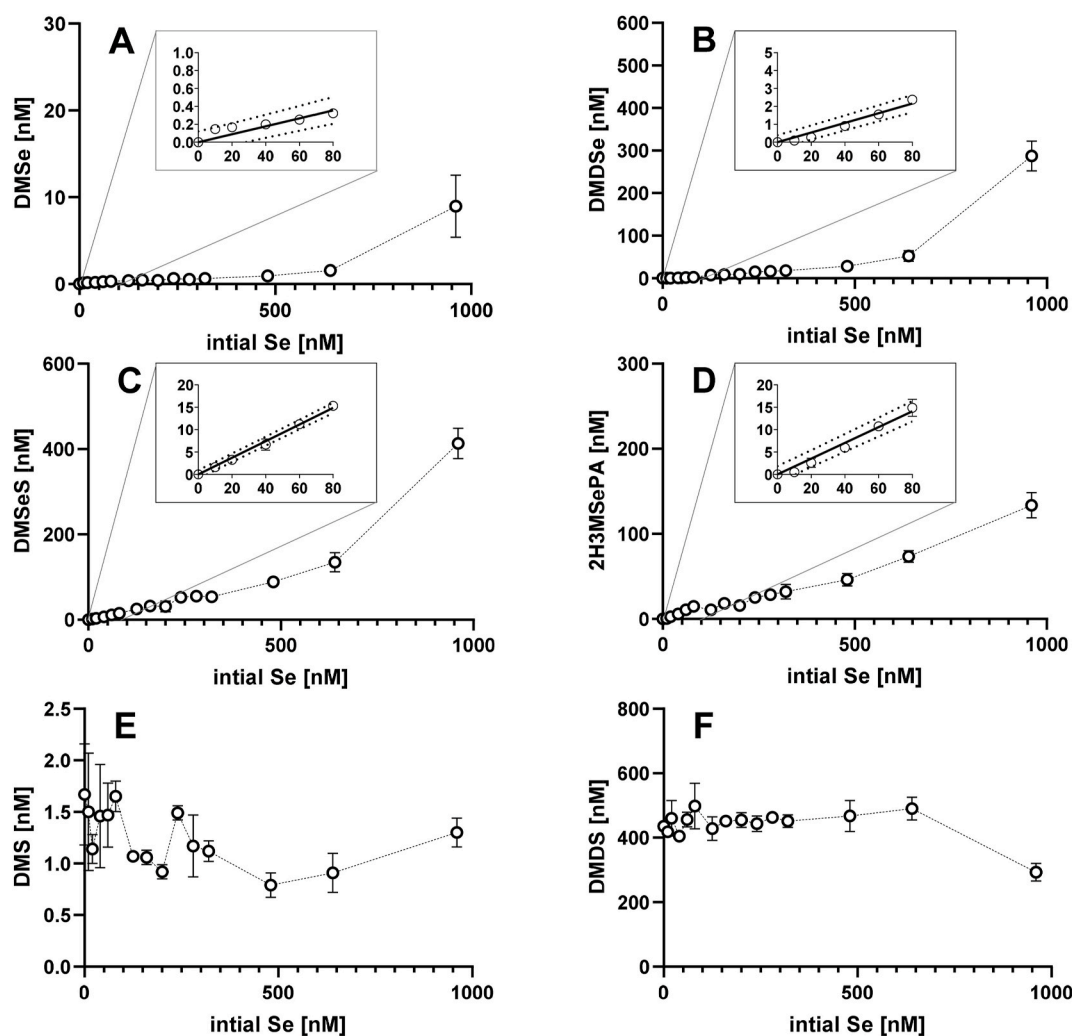 A
DMSe [nM]
30
20
10
0
1.0
0.8
0.6
0.4
0.2
0.0
0 20 40 60 80
0 500 1000
intial Se [nM]
B
DMDSe [nM]
600
500
400
300
200
100
0
5
4
3
2
1
0
0 20 40 60 80
0 500 1000
intial Se [nM]
C
DMSeS [nM]
600
400
200
0
20
15
10
5
0
0 20 40 60 80
0 500 1000
intial Se [nM]
D
2H3MSePA [nM]
300
200
100
0
20
15
10
5
0
0 20 40 60 80
0 500 1000
intial Se [nM]
E
DMS [nM]
2.5
2.0
1.5
1.0
0.5
0.0
0 500 1000
intial Se [nM]
F
DMDS [nM]
800
600
400
200
0
0 500 1000
intial Se [nM]